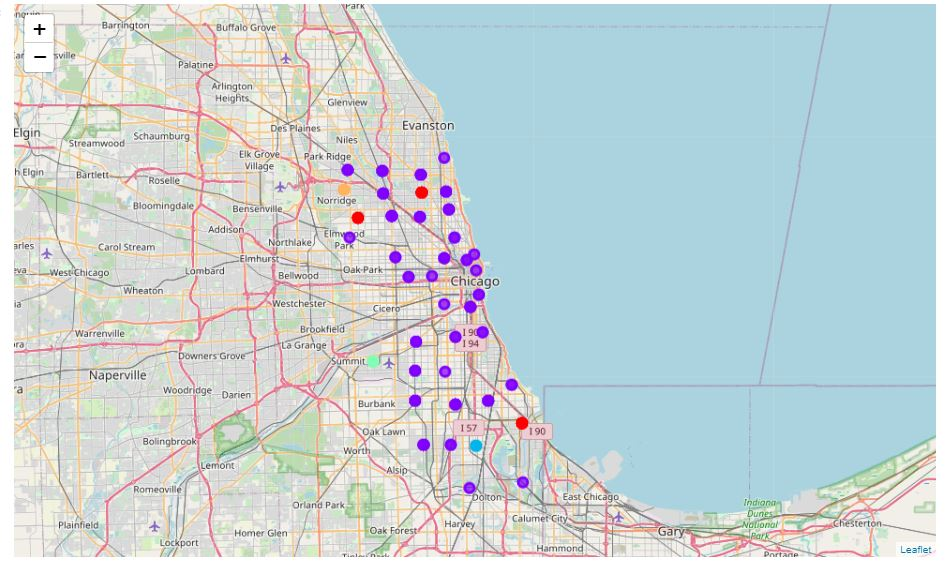 Park
Barrington
Buffalo Grove
+
−
Palatine
Arlington
Heights
Glenview
Elgin
Streamwood
Schaumburg
Des Plaines
Evanston
Niles
Elk Grove
Village
Park Ridge
h Elgin
Bartlett
Roselle
Norridge
Bloomingdale
Bensenville
Addison
Northlake
Elmwood
Park
Carol Stream
Elmhurst
West Chicago
Lombard
Bellwood
Oak Park
Chicago
Wheaton
Westchester
Cicero
Brookfield
I 90
I 94
Warrenville
La Grange
Downers Grove
Summit
Naperville
Woodridge
Darien
Burbank
Oak Lawn
I 57
I 90
Bolingbrook
Worth
Lemont
Alsip
Romeoville
Dolton
East Chicago
Orland Park
Indiana
Dunes
National
Park
Plainfield
Homer Glen
Oak Forest
Harvey
Calumet City
Gary
Chesterton
Lockport
Hammond
Portage
Tinley Park
Leaflet